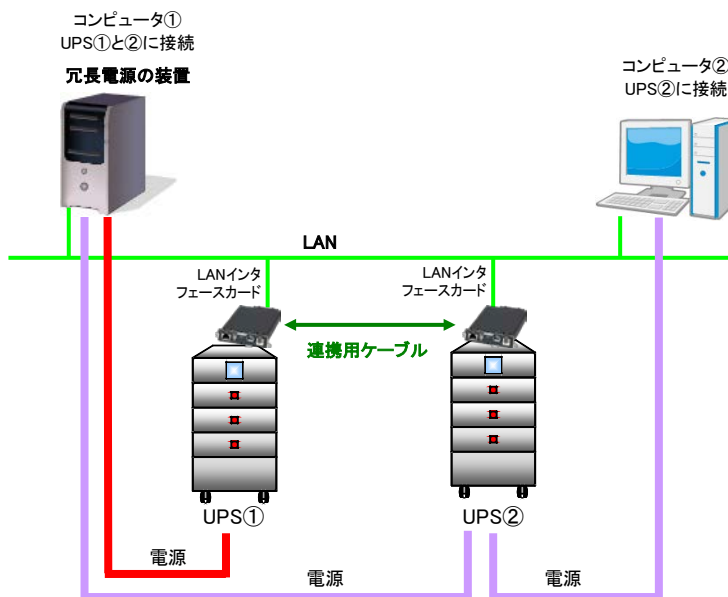 コンピュータ①
UPS①と②に接続
冗長電源の装置
コンピュータ②
UPS②に接続
LAN
LANインタ
フェースカード
LANインタ
フェースカード
連携用ケーブル
UPS①
UPS②
電源
電源
電源